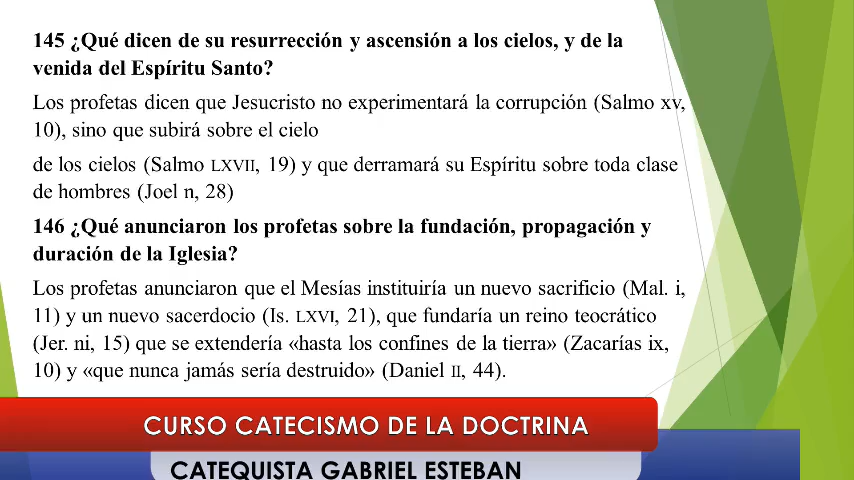 145 ¿Qué dicen de su resurrección y ascensión a los cielos, y de la
venida del Espíritu Santo?
Los profetas dicen que Jesucristo no experimentará la corrupción (Salmo xv,
10), sino que subirá sobre el cielo
de los cielos (Salmo LXVII, 19) y que derramará su Espíritu sobre toda clase
de hombres (Joel n, 28)
146 ¿Qué anunciaron los profetas sobre la fundación, propagación y
duración de la Iglesia?
Los profetas anunciaron que el Mesías instituiría un nuevo sacrificio (Mal. i,
11) y un nuevo sacerdocio (Is. LXVI, 21), que fundaría un reino teocrático
(Jer. ni, 15) que se extendería «hasta los confines de la tierra» (Zacarías ix,
10) y «que nunca jamás sería destruido» (Daniel II, 44).
CURSO CATECISMO DE LA DOCTRINA
CATEQUISTA GABRIEL ESTEBAN